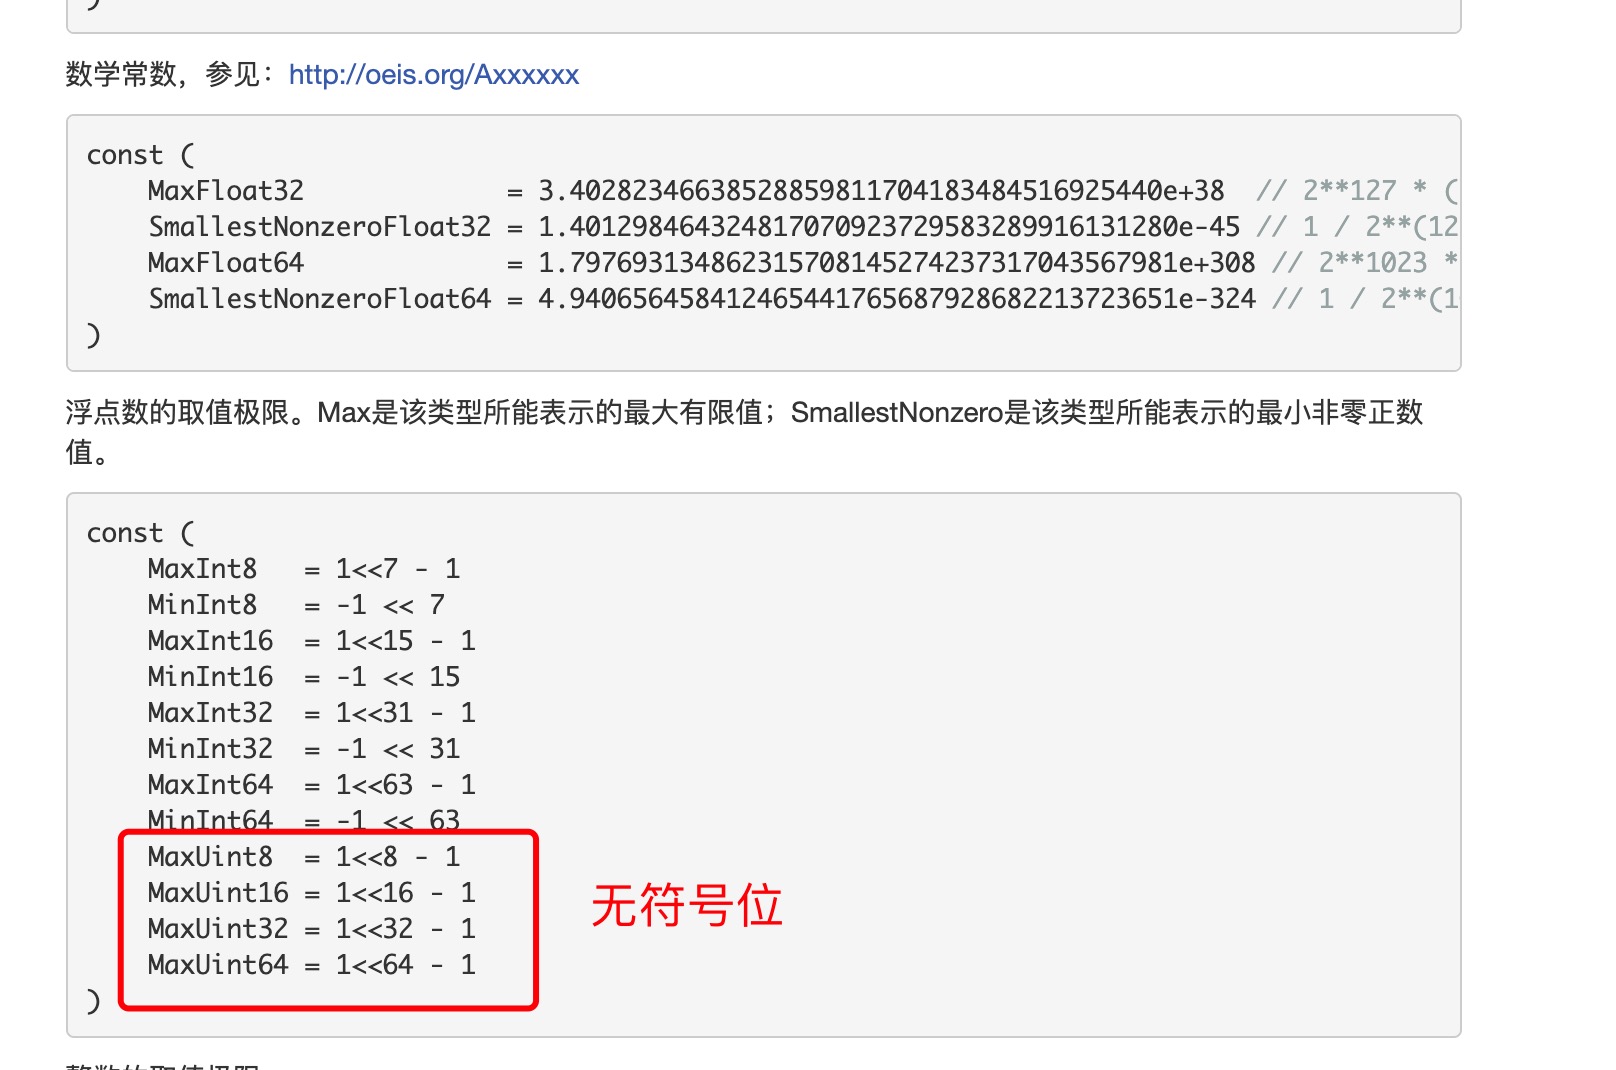 )
数学常数，参见：http://oeis.org/Axxxxxx
const (
MaxFloat32 = 3.40282346638528859811704183484516925440e+38 // 2**127 * (
SmallestNonzeroFloat32 = 1.401298464324817070923729583289916131280e-45 // 1 / 2**(12
MaxFloat64 = 1.797693134862315708145274237317043567981e+308 // 2**1023 *
SmallestNonzeroFloat64 = 4.940656458412465441765687928682213723651e-324 // 1 / 2**(1
)
浮点数的取值极限。Max是该类型所能表示的最大有限值；SmallestNonzero是该类型所能表示的最小非零正数
值。
const (
MaxInt8 = 1<<7 - 1
MinInt8 = -1 << 7
MaxInt16 = 1<<15 - 1
MinInt16 = -1 << 15
MaxInt32 = 1<<31 - 1
MinInt32 = -1 << 31
MaxInt64 = 1<<63 - 1
MinInt64 = -1 << 63
MaxUint8 = 1<<8 - 1
MaxUint16 = 1<<16 - 1
MaxUint32 = 1<<32 - 1
MaxUint64 = 1<<64 - 1
无符号位
)
整数的取值极限